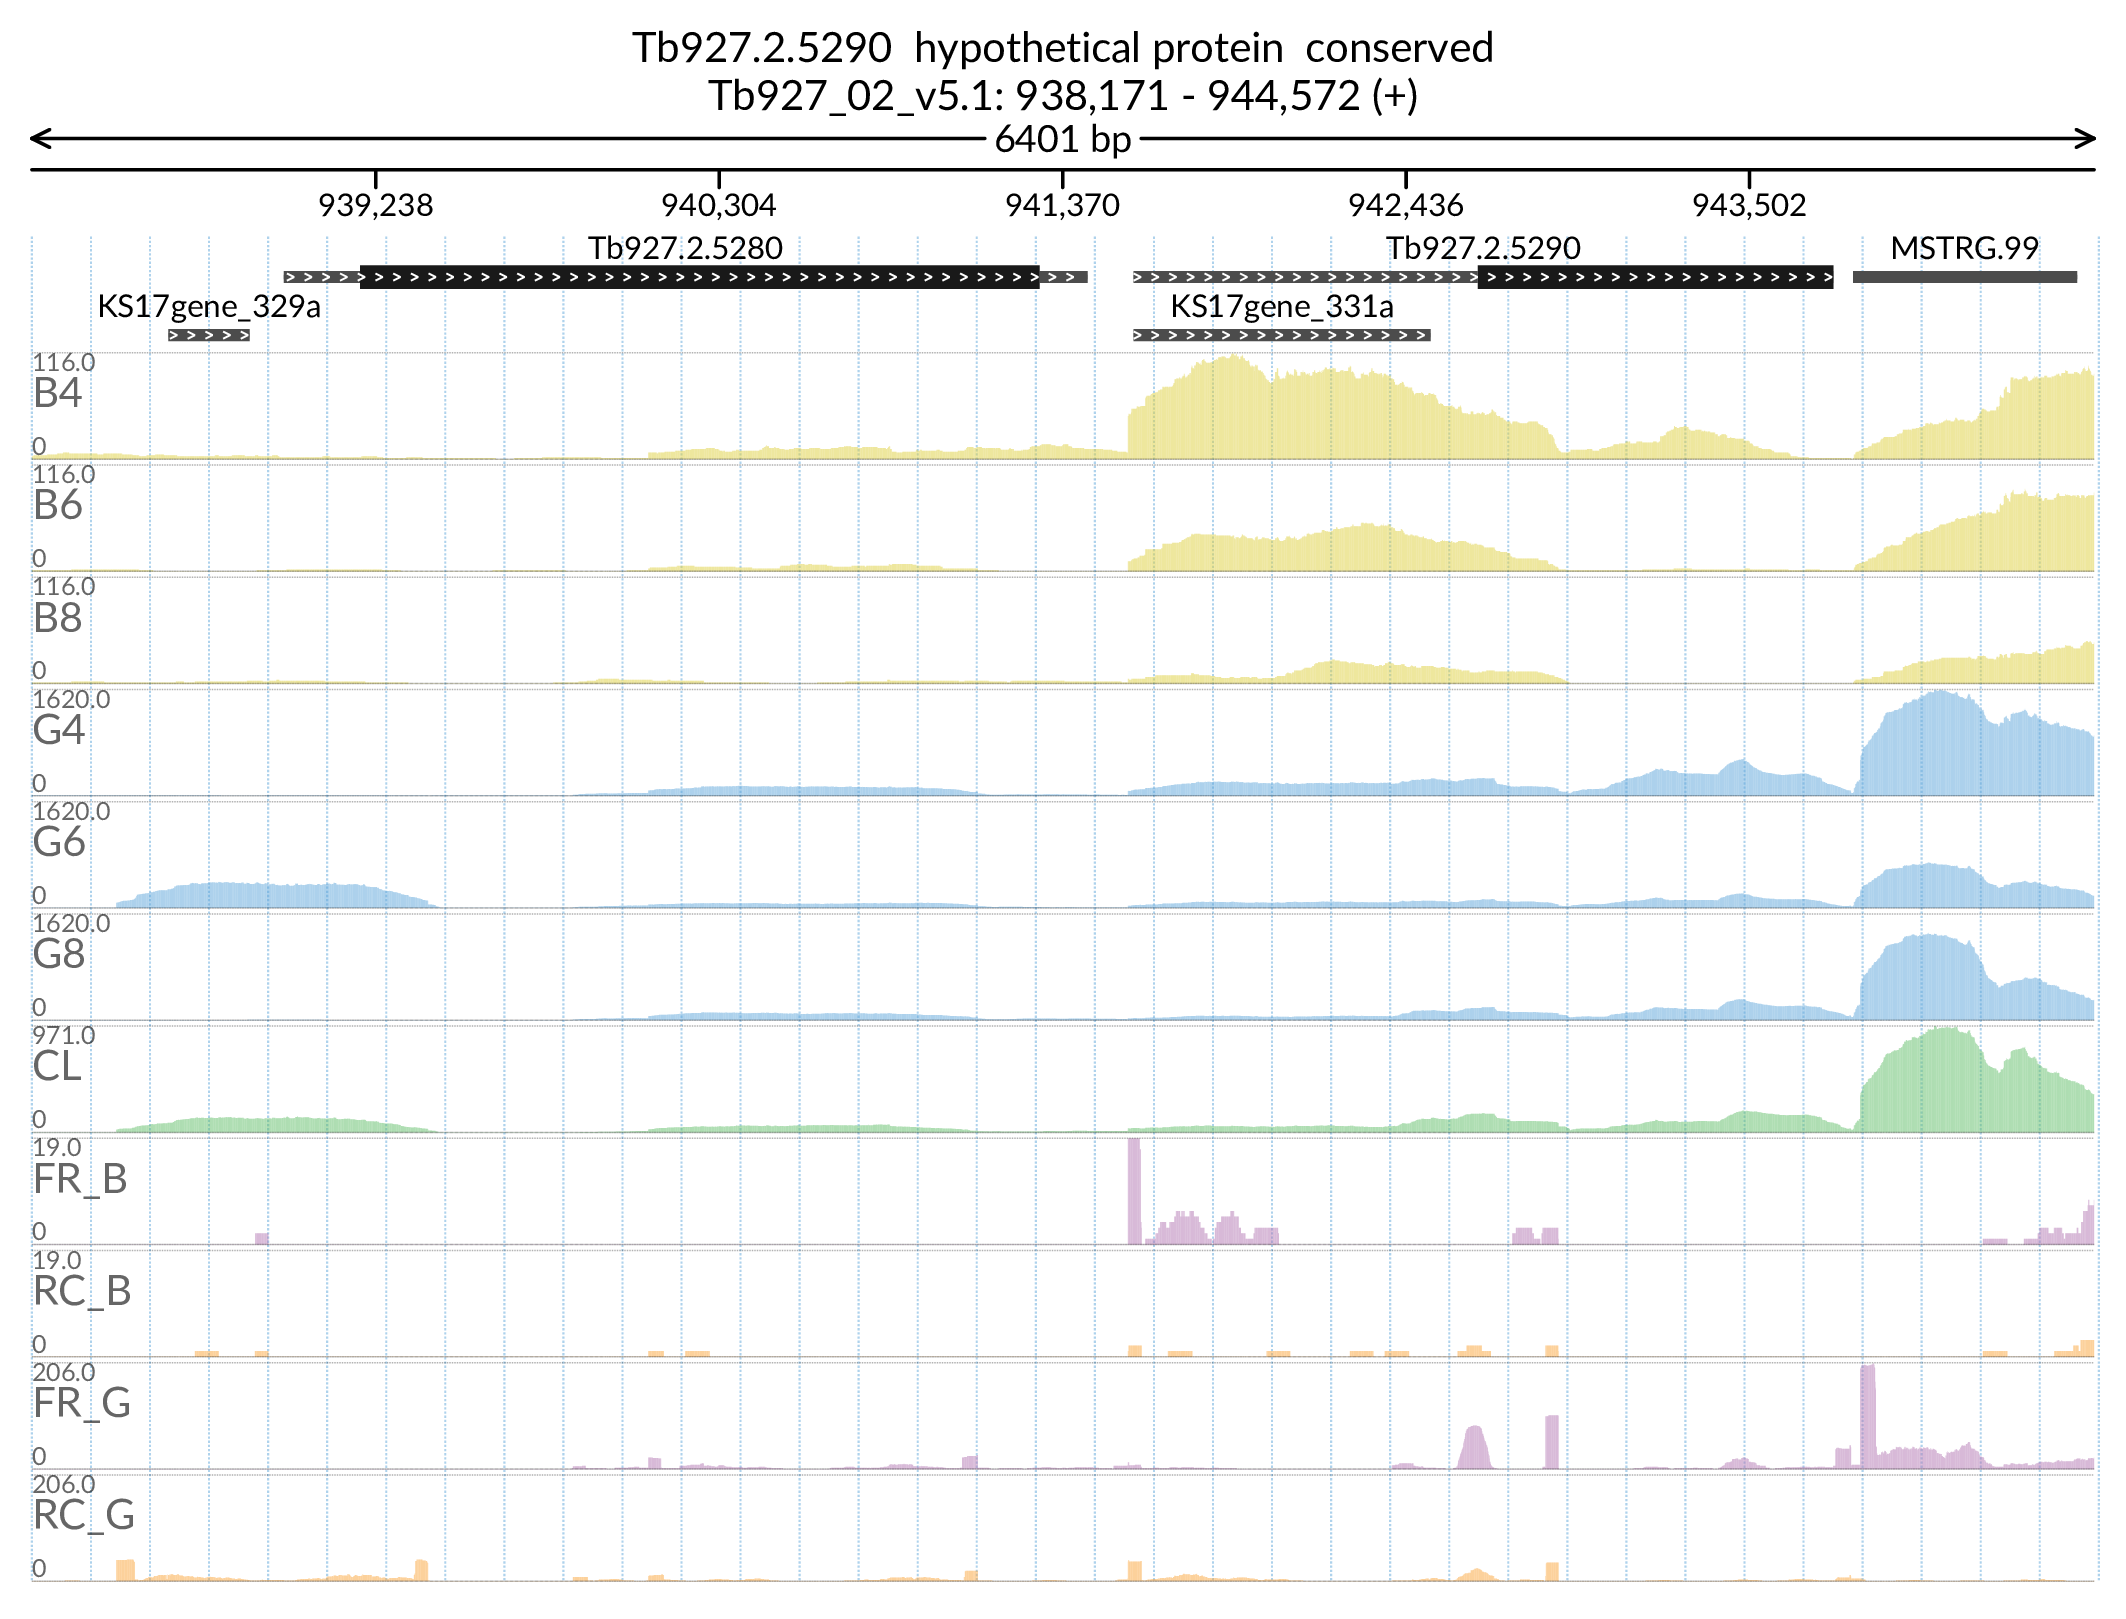 Tb927.2.5290  hypothetical protein  conserved
Tb927_02_v5.1: 938,171 - 944,572 (+)
6401 bp
939,238 940,304 941,370 942,436 943,502
Tb927.2.5280 Tb927.2.5290 MSTRG.99
KS17gene_329a KS17gene_331a
116.0
B4
0
116.0
B6
0
116.0
B8
0
1620.0
G4
0
1620.0
G6
0
1620.0
G8
0
971.0
CL
0
19.0
FR_B
0
19.0
RC_B
0
206.0
FR_G
0
206.0
RC_G
0